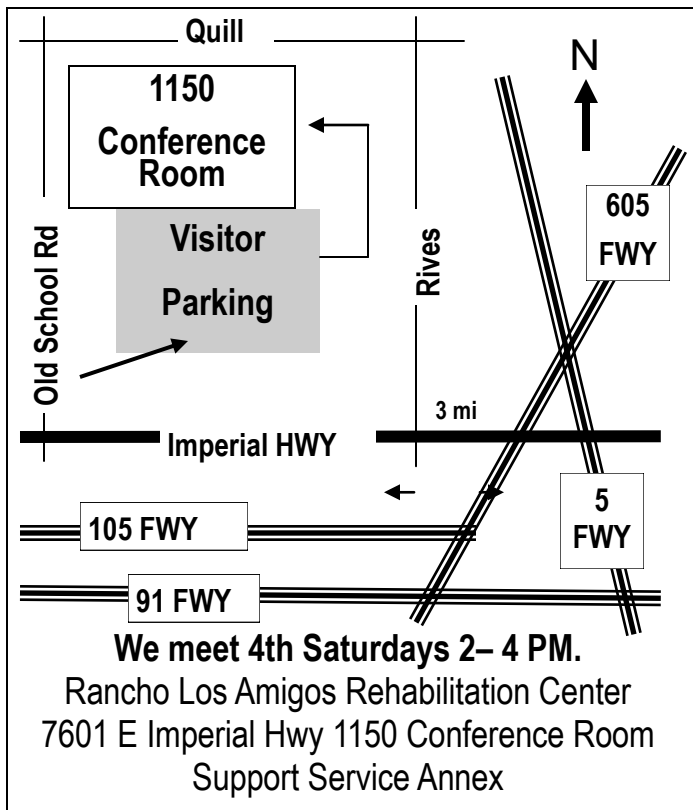 Quill
N
1150
Conference
Room
Visitor
Parking
Old School Rd
Rives
605
FWY
3 mi
Imperial HWY
5
FWY
105 FWY
91 FWY
We meet 4th Saturdays 2– 4 PM.
Rancho Los Amigos Rehabilitation Center
7601 E Imperial Hwy 1150 Conference Room
Support Service Annex